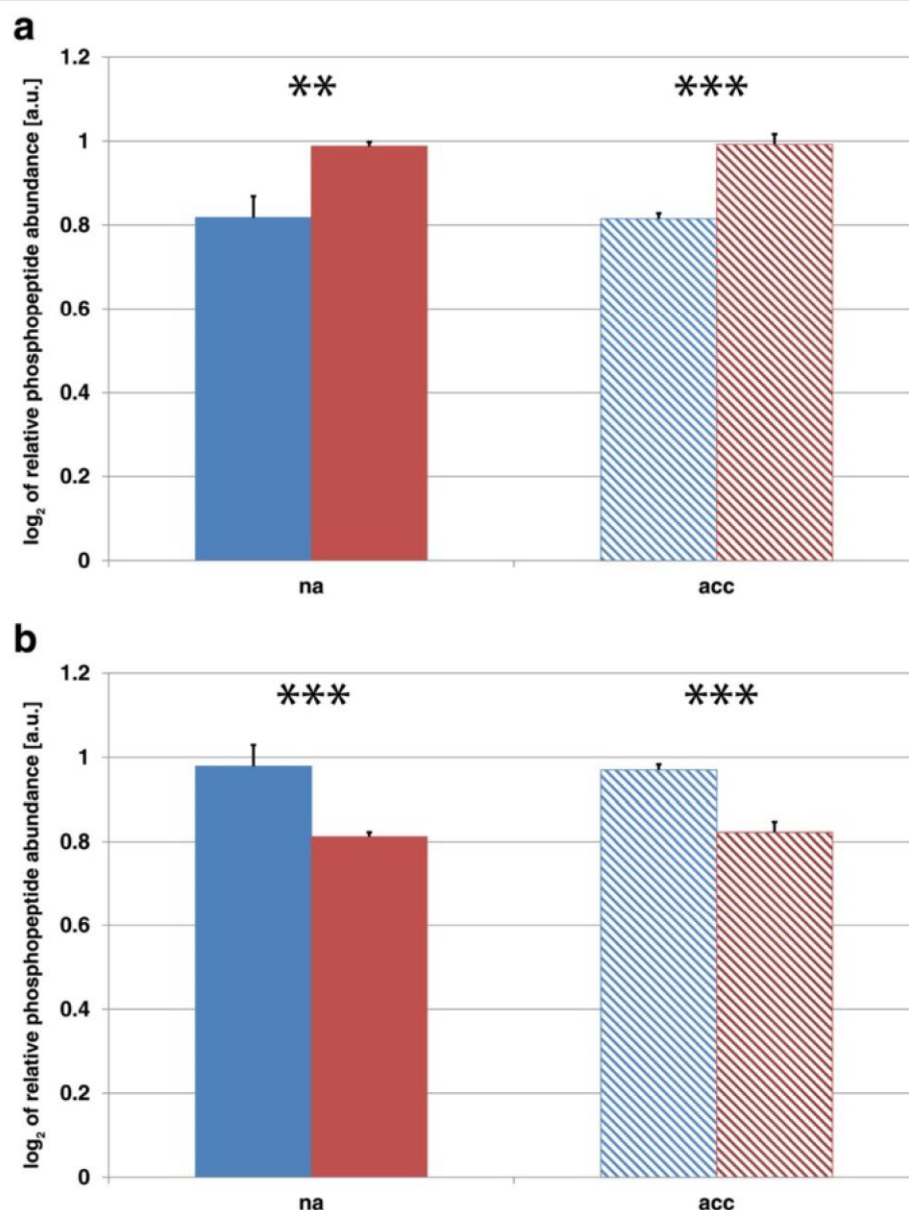 a
log₂ of relative phosphopeptide abundance [a.u.]
1.2
1
0.8
0.6
0.4
0.2
0
** ***
na acc
b
log₂ of relative phosphopeptide abundance [a.u.]
1.2
1
0.8
0.6
0.4
0.2
0
*** ***
na acc